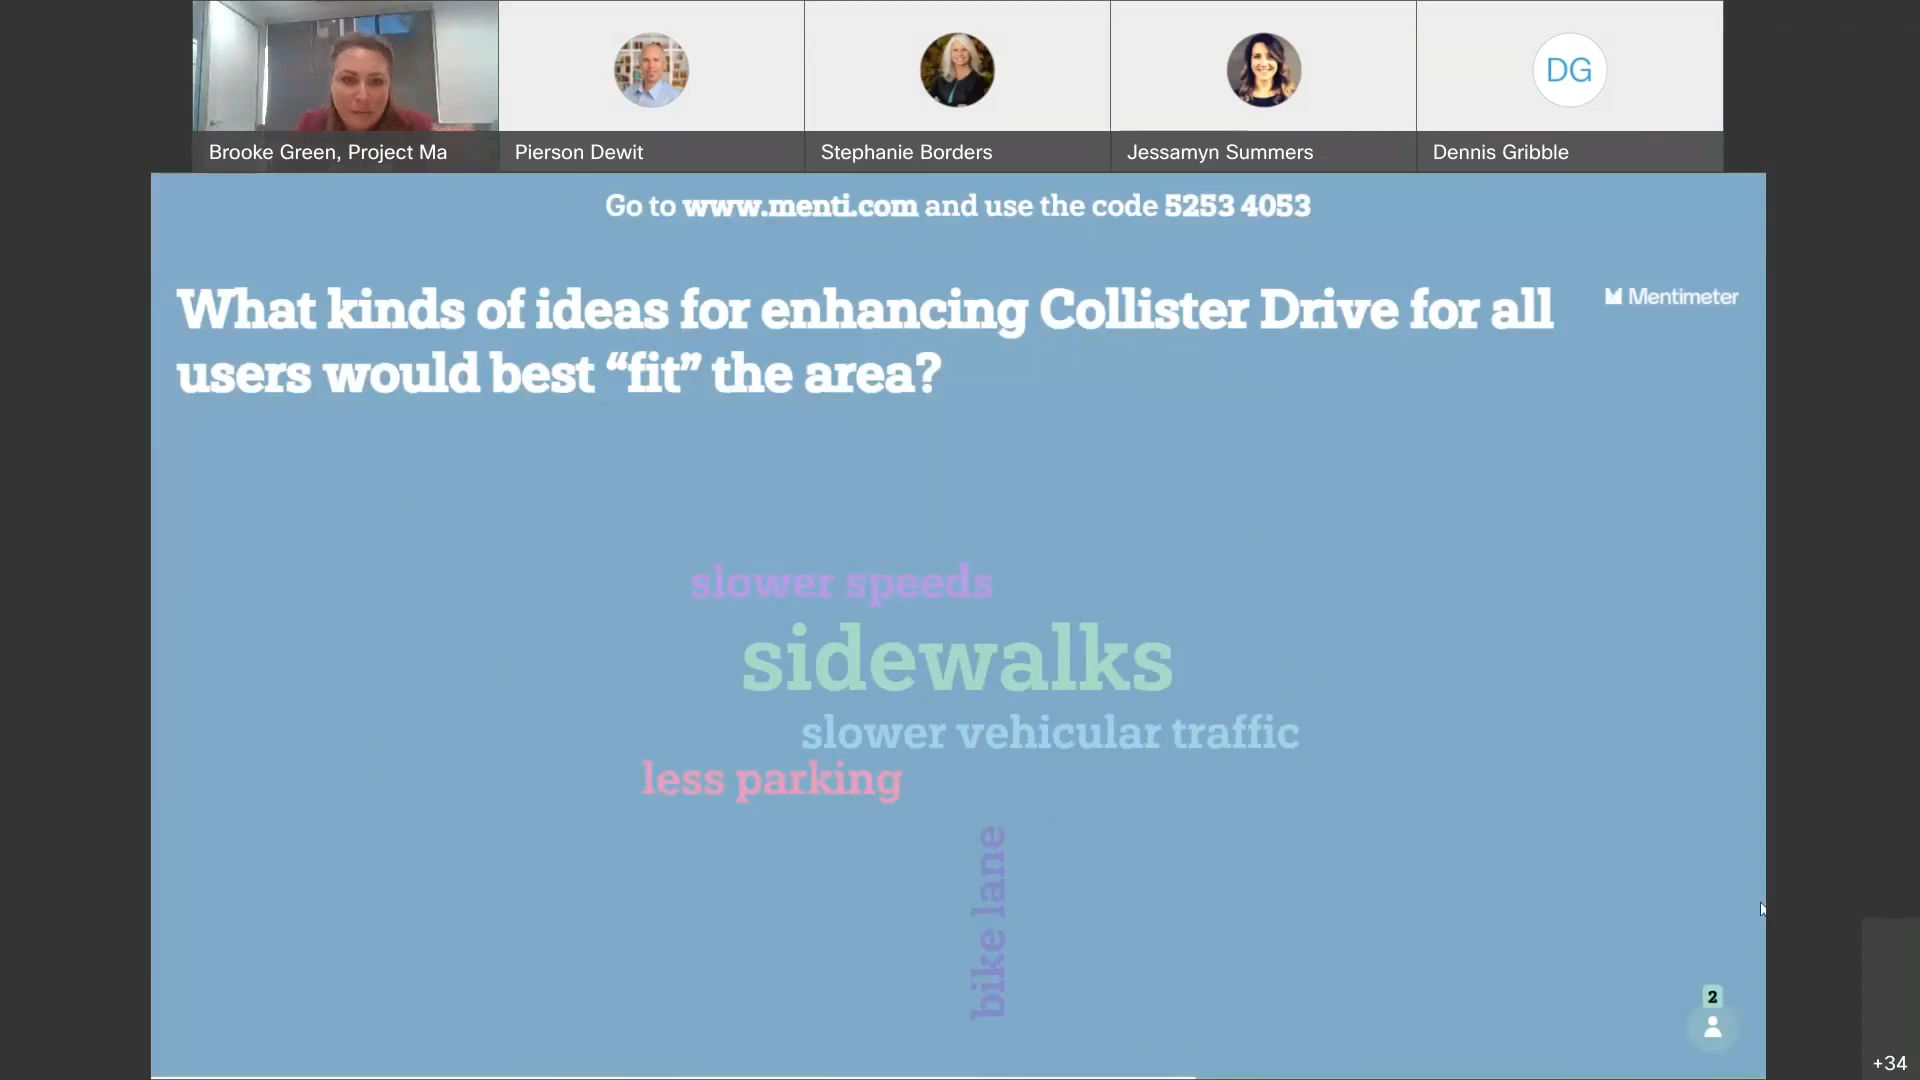 DG
Brooke Green, Project Ma
Pierson Dewit
Stephanie Borders
Jessamyn Summers
Dennis Gribble
Go to www.menti.com and use the code 5253 4053
What kinds of ideas for enhancing Collister Drive for all
users would best “fit” the area?
Mentimeter
slower speeds
sidewalks
slower vehicular traffic
less parking
bike lane
2
+34